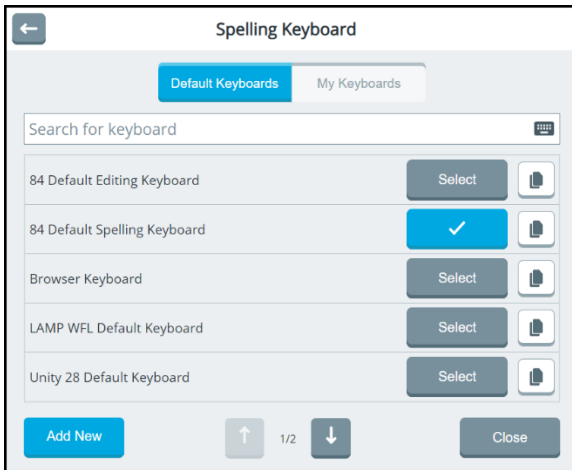 Spelling Keyboard
Default Keyboards My Keyboards
Search for keyboard
84 Default Editing Keyboard Select
84 Default Spelling Keyboard
Browser Keyboard Select
LAMP WFL Default Keyboard Select
Unity 28 Default Keyboard Select
Add New 1/2 Close